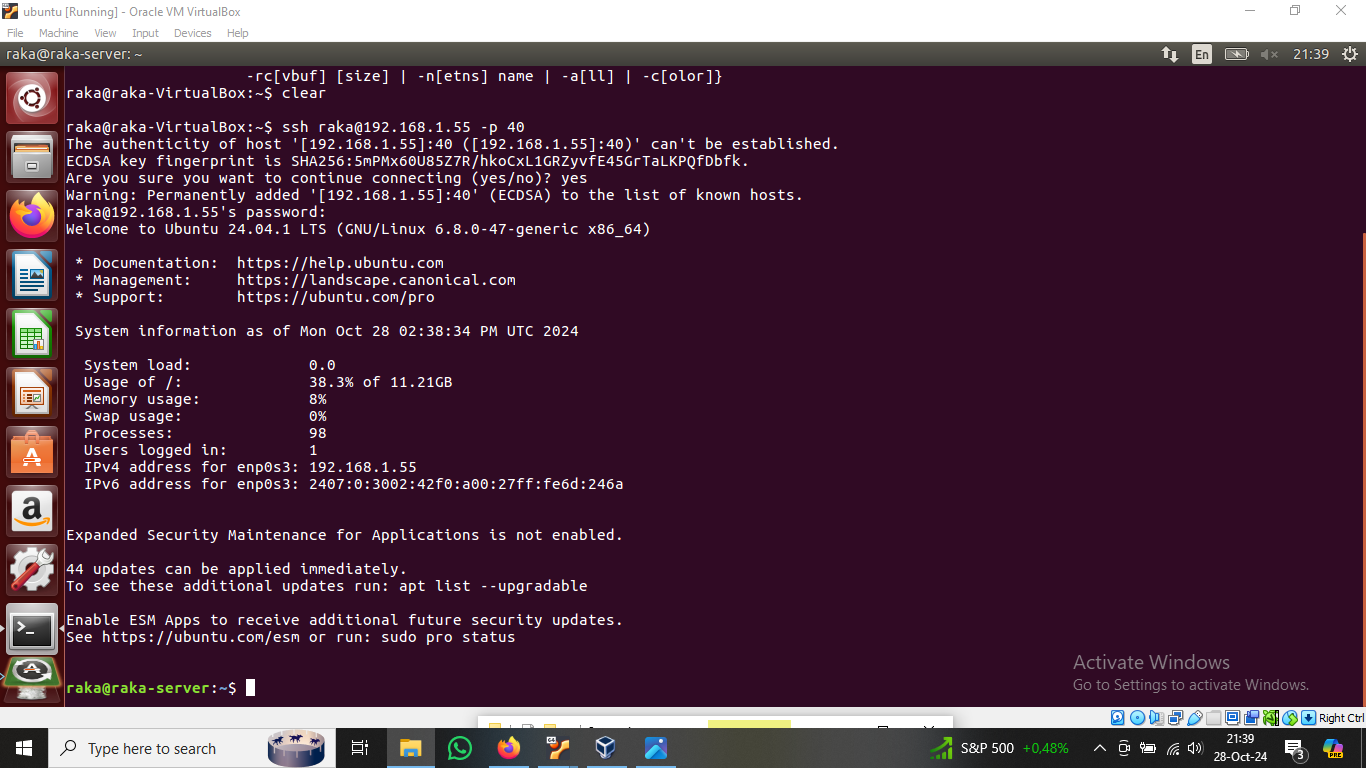 ubuntu [Running] - Oracle VM VirtualBox
File Machine View Input Devices Help
raka@raka-server: ~ En 21:39
-rc[vbuf] [size] | -n[etns] name | -a[ll] | -c[olor]}
raka@raka-VirtualBox:~$ clear
raka@raka-VirtualBox:~$ ssh raka@192.168.1.55 -p 40
The authenticity of host '[192.168.1.55]:40 ([192.168.1.55]:40)' can't be established.
ECDSA key fingerprint is SHA256:5mPMx60U85Z7R/hkoCxL1GRZyvfE45GrTaLKPQfDbfk.
Are you sure you want to continue connecting (yes/no)? yes
Warning: Permanently added '[192.168.1.55]:40' (ECDSA) to the list of known hosts.
raka@192.168.1.55's password:
Welcome to Ubuntu 24.04.1 LTS (GNU/Linux 6.8.0-47-generic x86_64)
* Documentation:  https://help.ubuntu.com
* Management:     https://landscape.canonical.com
* Support:        https://ubuntu.com/pro
System information as of Mon Oct 28 02:38:34 PM UTC 2024
System load:             0.0
Usage of /:              38.3% of 11.21GB
Memory usage:            8%
Swap usage:              0%
Processes:               98
Users logged in:         1
IPv4 address for enp0s3: 192.168.1.55
IPv6 address for enp0s3: 2407:0:3002:42f0:a00:27ff:fe6d:246a
Expanded Security Maintenance for Applications is not enabled.
44 updates can be applied immediately.
To see these additional updates run: apt list --upgradable
Enable ESM Apps to receive additional future security updates.
See https://ubuntu.com/esm or run: sudo pro status
raka@raka-server:~$
Activate Windows
Go to Settings to activate Windows.
Right Ctrl
Type here to search
S&P 500 +0,48%
21:39
28-Oct-24
3
PRE